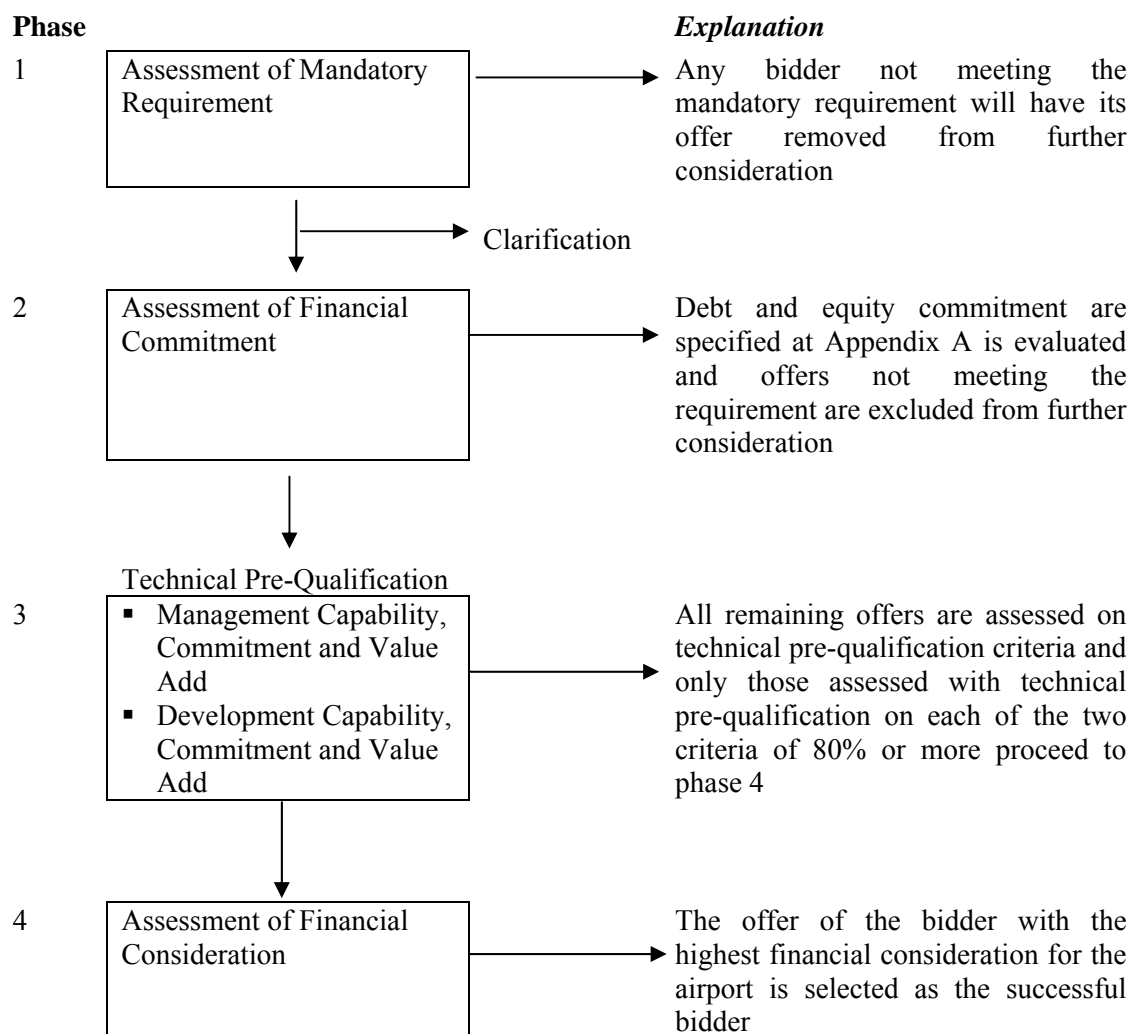 Phase
Explanation
1
Assessment of Mandatory
Requirement
Any bidder not meeting the
mandatory requirement will have its
offer removed from further
consideration
Clarification
2
Assessment of Financial
Commitment
Debt and equity commitment are
specified at Appendix A is evaluated
and offers not meeting the
requirement are excluded from further
consideration
Technical Pre-Qualification
3
▪ Management Capability,
Commitment and Value
Add
▪ Development Capability,
Commitment and Value
Add
All remaining offers are assessed on
technical pre-qualification criteria and
only those assessed with technical
pre-qualification on each of the two
criteria of 80% or more proceed to
phase 4
4
Assessment of Financial
Consideration
The offer of the bidder with the
highest financial consideration for the
airport is selected as the successful
bidder